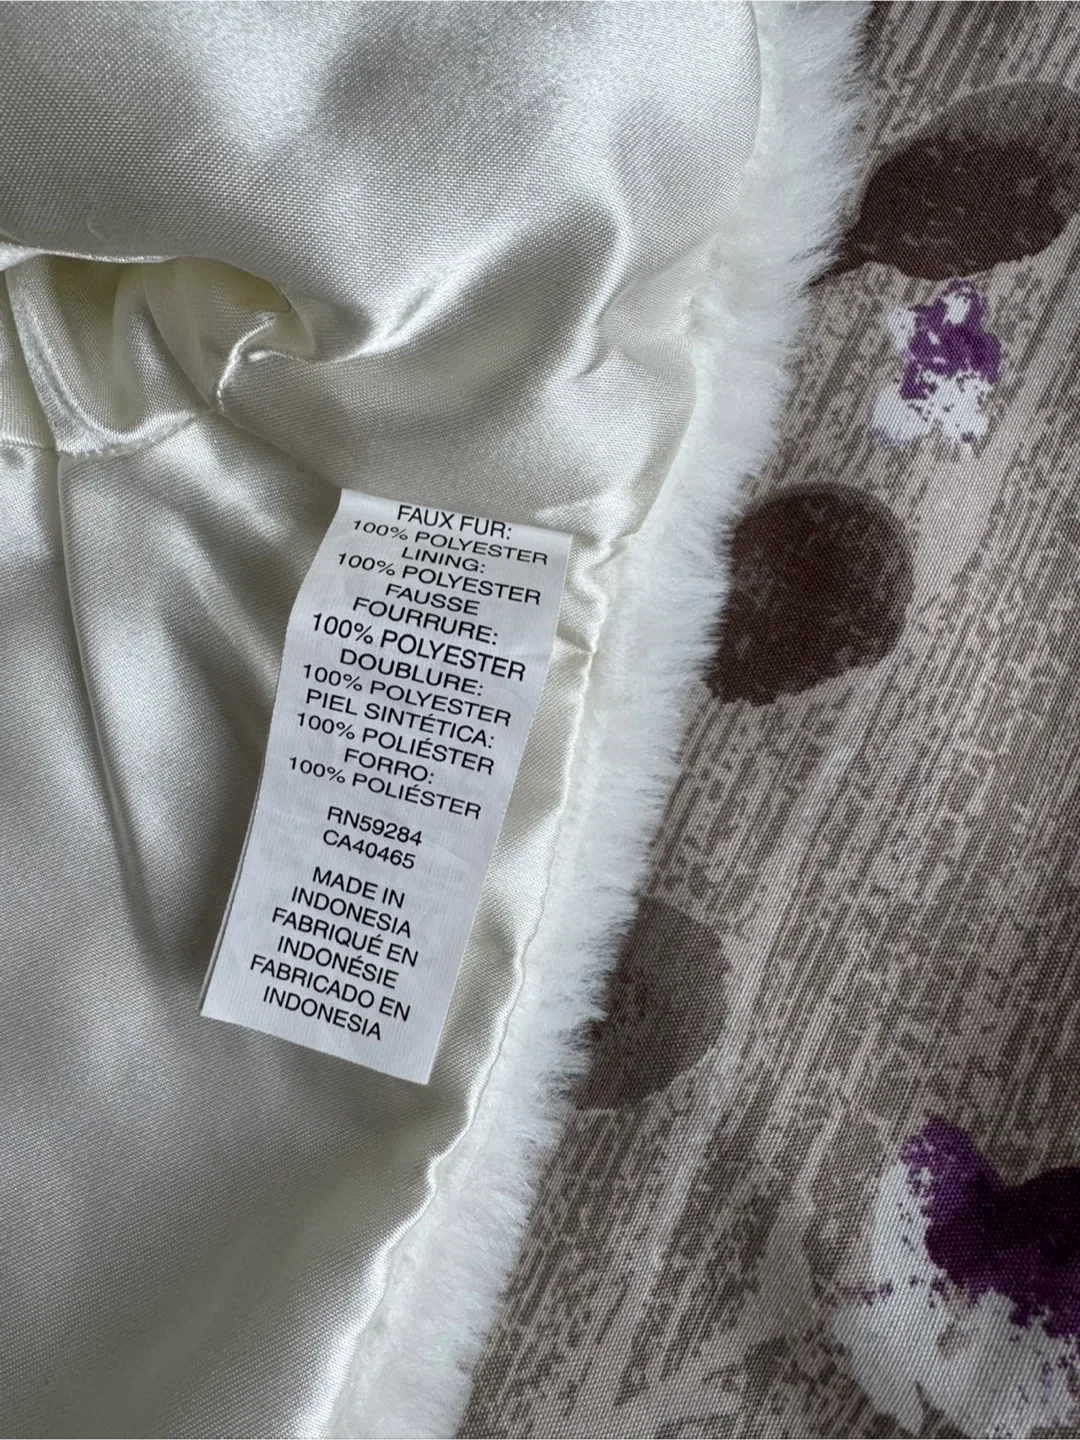 FAUX FUR:
100% POLYESTER
LINING:
100% POLYESTER
FAUSSE
FOURRURE:
100% POLYESTER
DOUBLURE:
100% POLYESTER
PIEL SINTÉTICA:
100% POLIÉSTER
FORRO:
100% POLIÉSTER
RN59284
CA40465
MADE IN
INDONESIA
FABRIQUÉ EN
INDONÉSIE
FABRICADO EN
INDONESIA